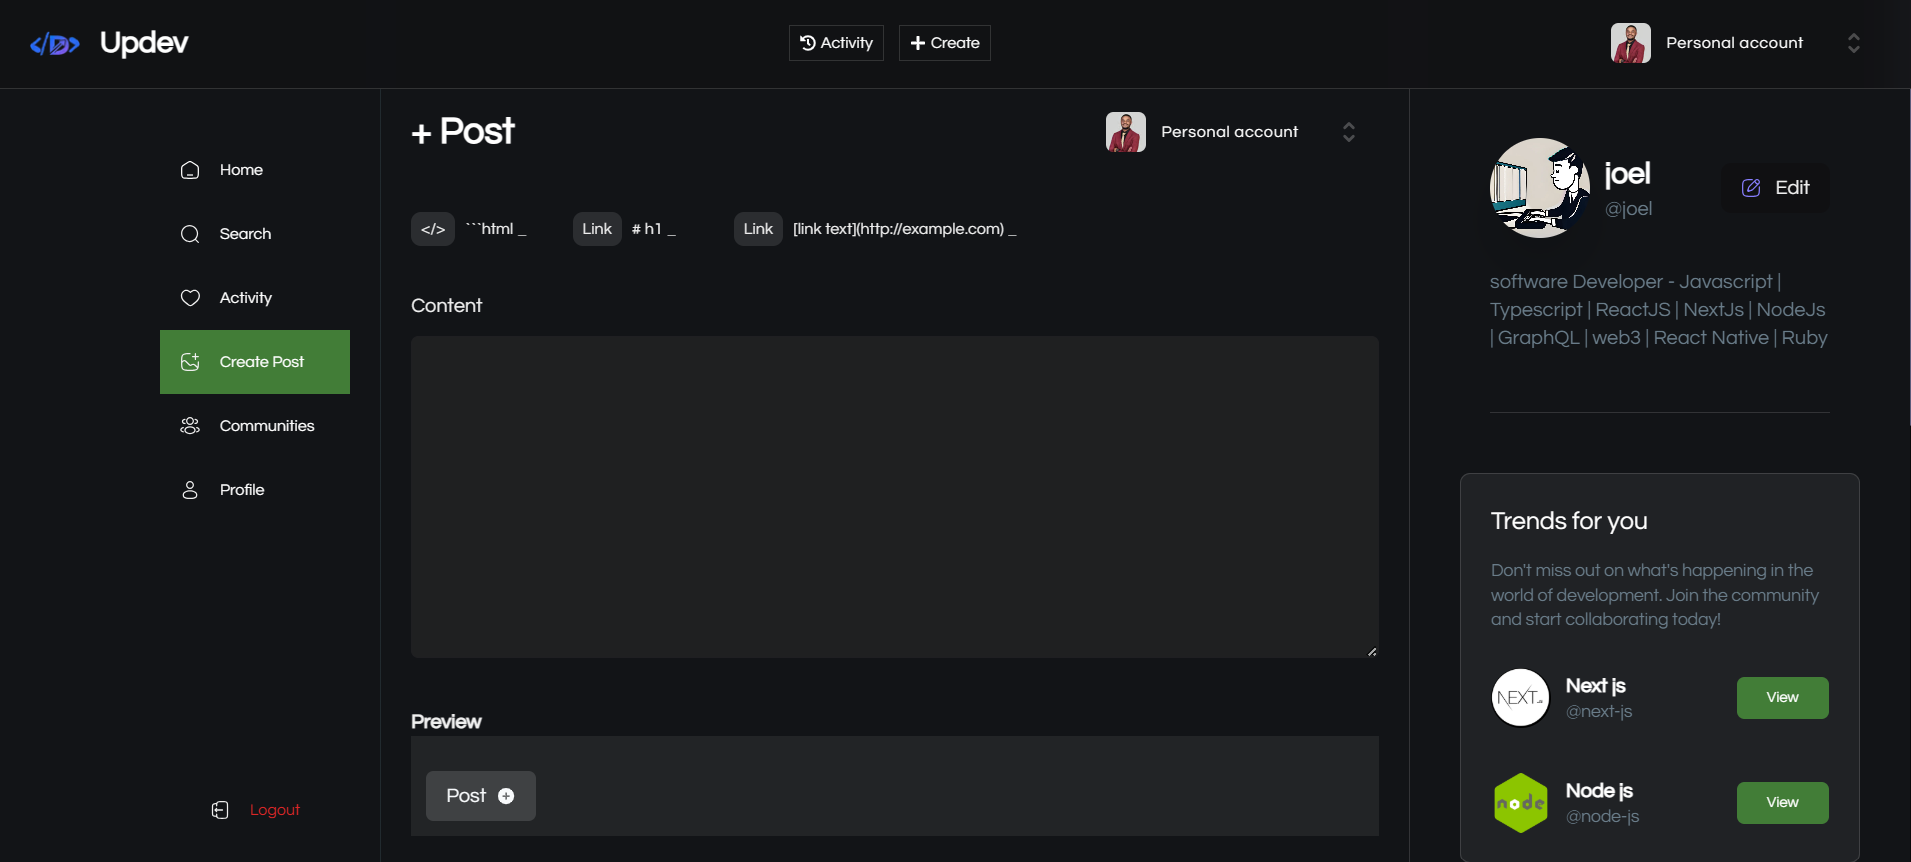 Updev
Activity
Create
Personal account
Home
Search
Activity
Create Post
Communities
Profile
Logout
+ Post
Personal account
</> ```html _
Link # h1 _
Link [link text](http://example.com) _
Content
Preview
Post
joel
@joel
Edit
software Developer - Javascript |
Typescript | ReactJS | NextJs | NodeJs
| GraphQL | web3 | React Native | Ruby
Trends for you
Don't miss out on what's happening in the
world of development. Join the community
and start collaborating today!
NEXT.JS
Next js
@next-js
View
node
Node js
@node-js
View